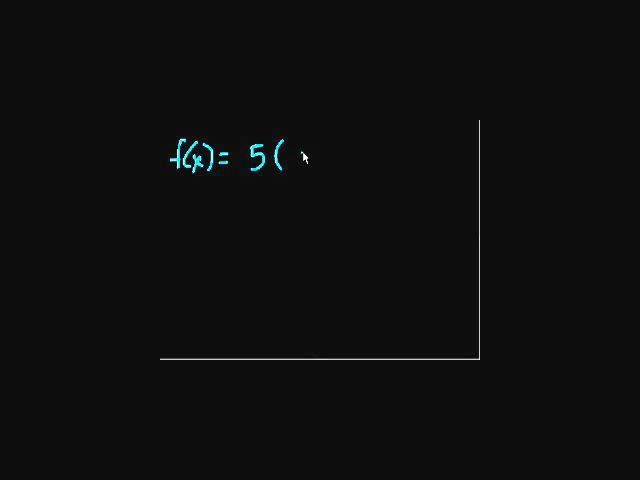 f(x) = 5 (